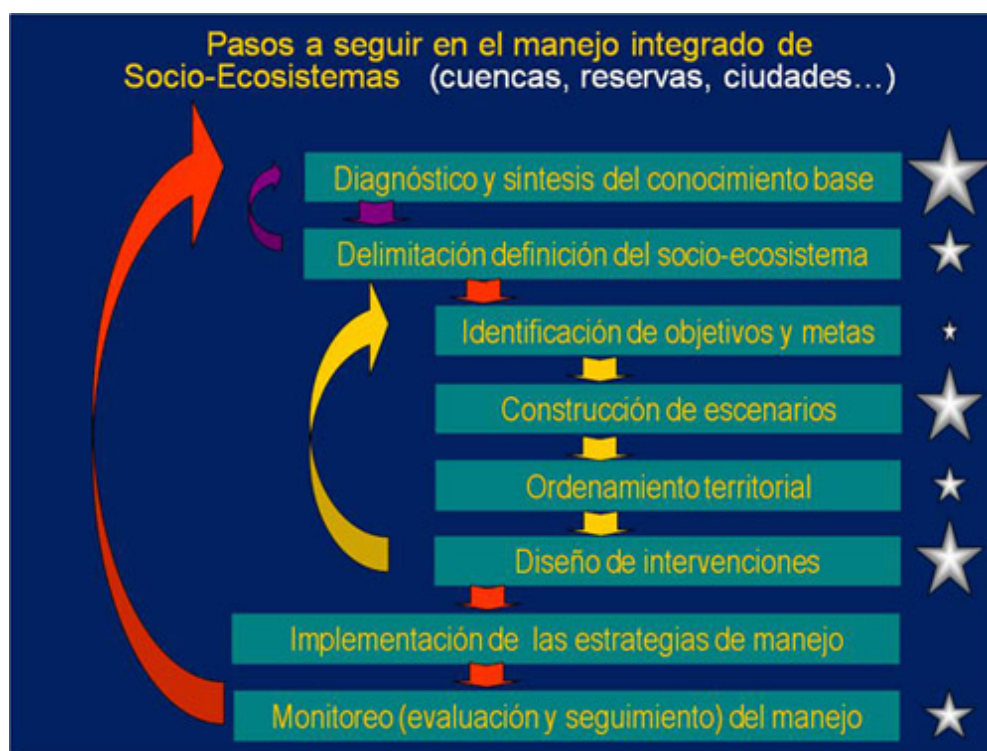 Pasos a seguir en el manejo integrado de
Socio-Ecosistemas (cuencas, reservas, ciudades...)
Diagnóstico y síntesis del conocimiento base
Delimitación definición del socio-ecosistema
Identificación de objetivos y metas
Construcción de escenarios
Ordenamiento territorial
Diseño de intervenciones
Implementación de las estrategias de manejo
Monitoreo (evaluación y seguimiento) del manejo